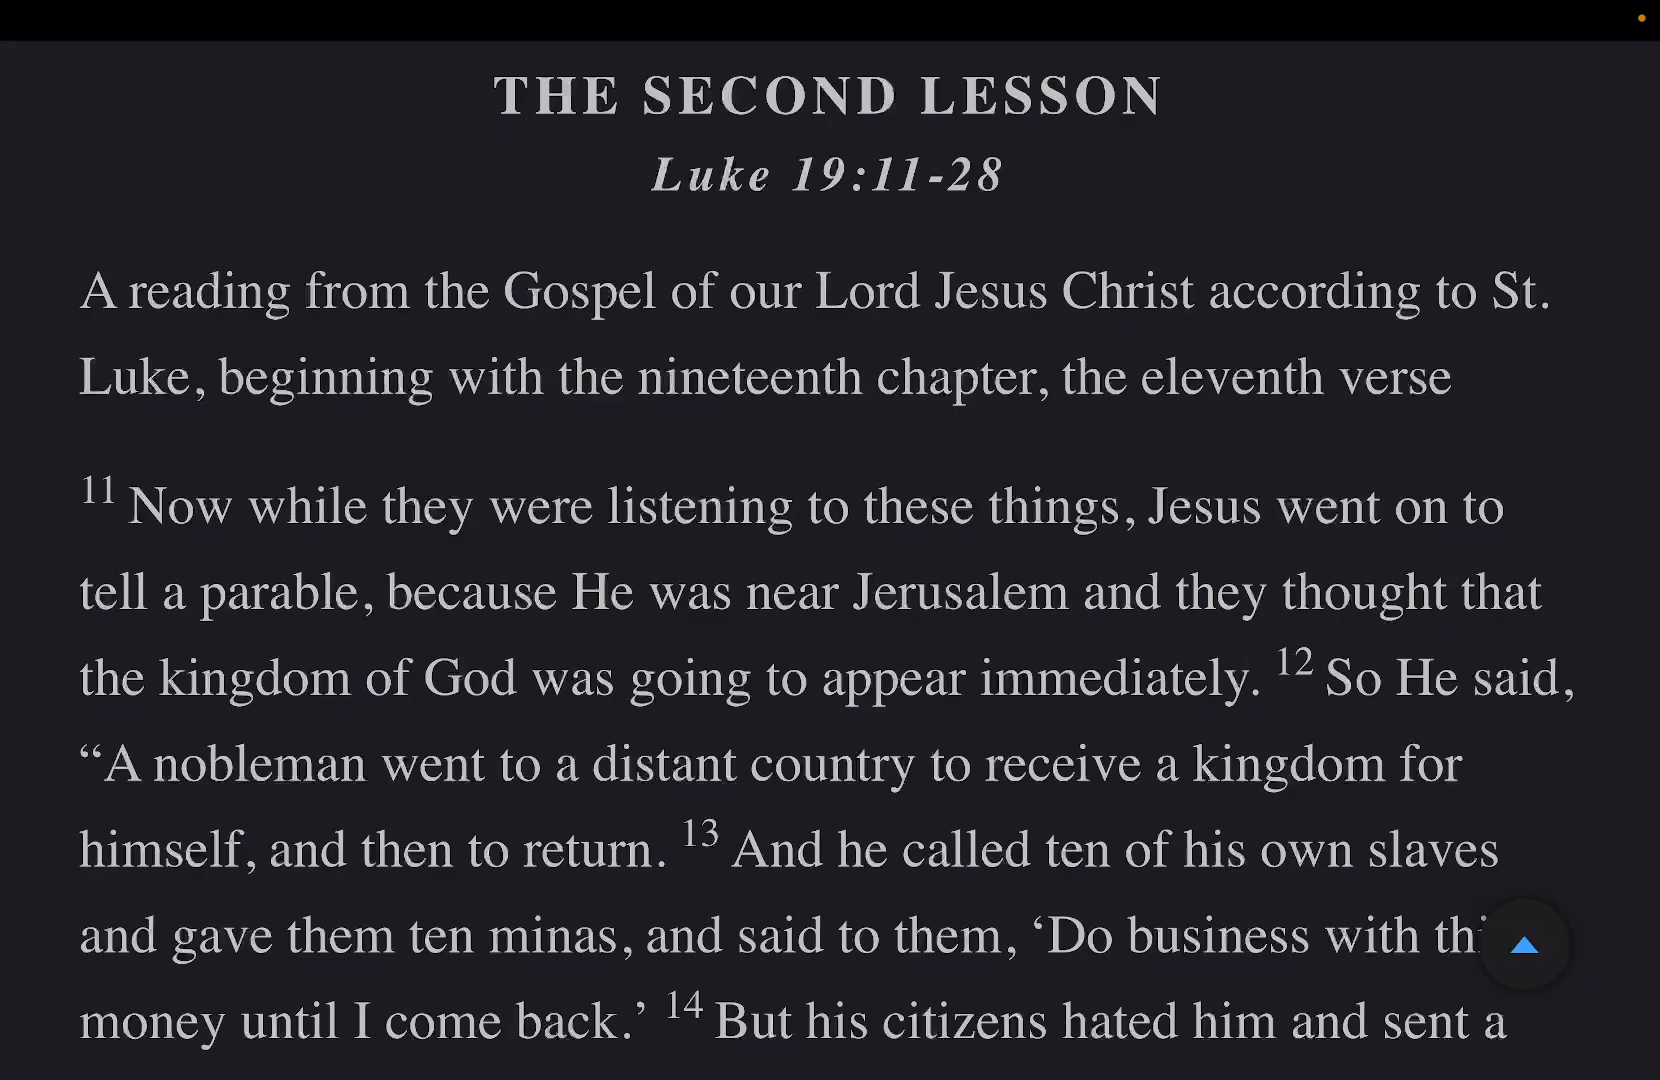 THE SECOND LESSON
Luke 19:11-28
A reading from the Gospel of our Lord Jesus Christ according to St.
Luke, beginning with the nineteenth chapter, the eleventh verse
11 Now while they were listening to these things, Jesus went on to
tell a parable, because He was near Jerusalem and they thought that
the kingdom of God was going to appear immediately. 12 So He said,
“A nobleman went to a distant country to receive a kingdom for
himself, and then to return. 13 And he called ten of his own slaves
and gave them ten minas, and said to them, ‘Do business with
money until I come back.’ 14 But his citizens hated him and sent a